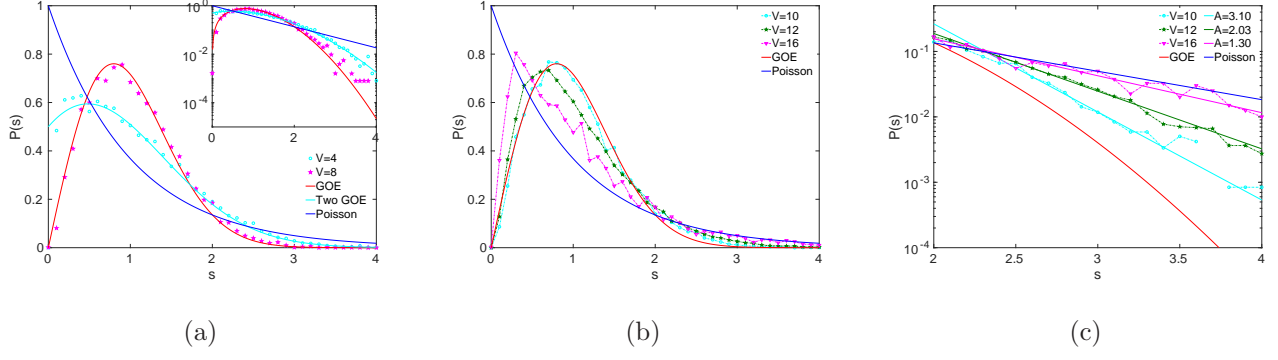 P(s)
1
0.8
0.6
0.4
0.2
0
0 1 2 3 4
s
10^0
10^-2
10^-4
0 2 4
V=4
V=8
GOE
Two GOE
Poisson
(a)
P(s)
1
0.8
0.6
0.4
0.2
0
0 1 2 3 4
s
V=10
V=12
V=16
GOE
Poisson
(b)
P(s)
10^-1
10^-2
10^-3
10^-4
2 2.5 3 3.5 4
s
V=10 A=3.10
V=12 A=2.03
V=16 A=1.30
GOE Poisson
(c)